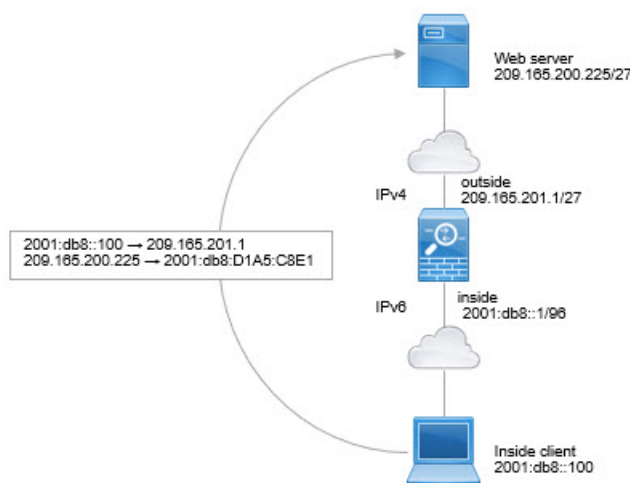 Web server
209.165.200.225/27
IPv4
outside
209.165.201.1/27
2001:db8::100 → 209.165.201.1
209.165.200.225 → 2001:db8:D1A5:C8E1
IPv6
inside
2001:db8::1/96
Inside client
2001:db8::100